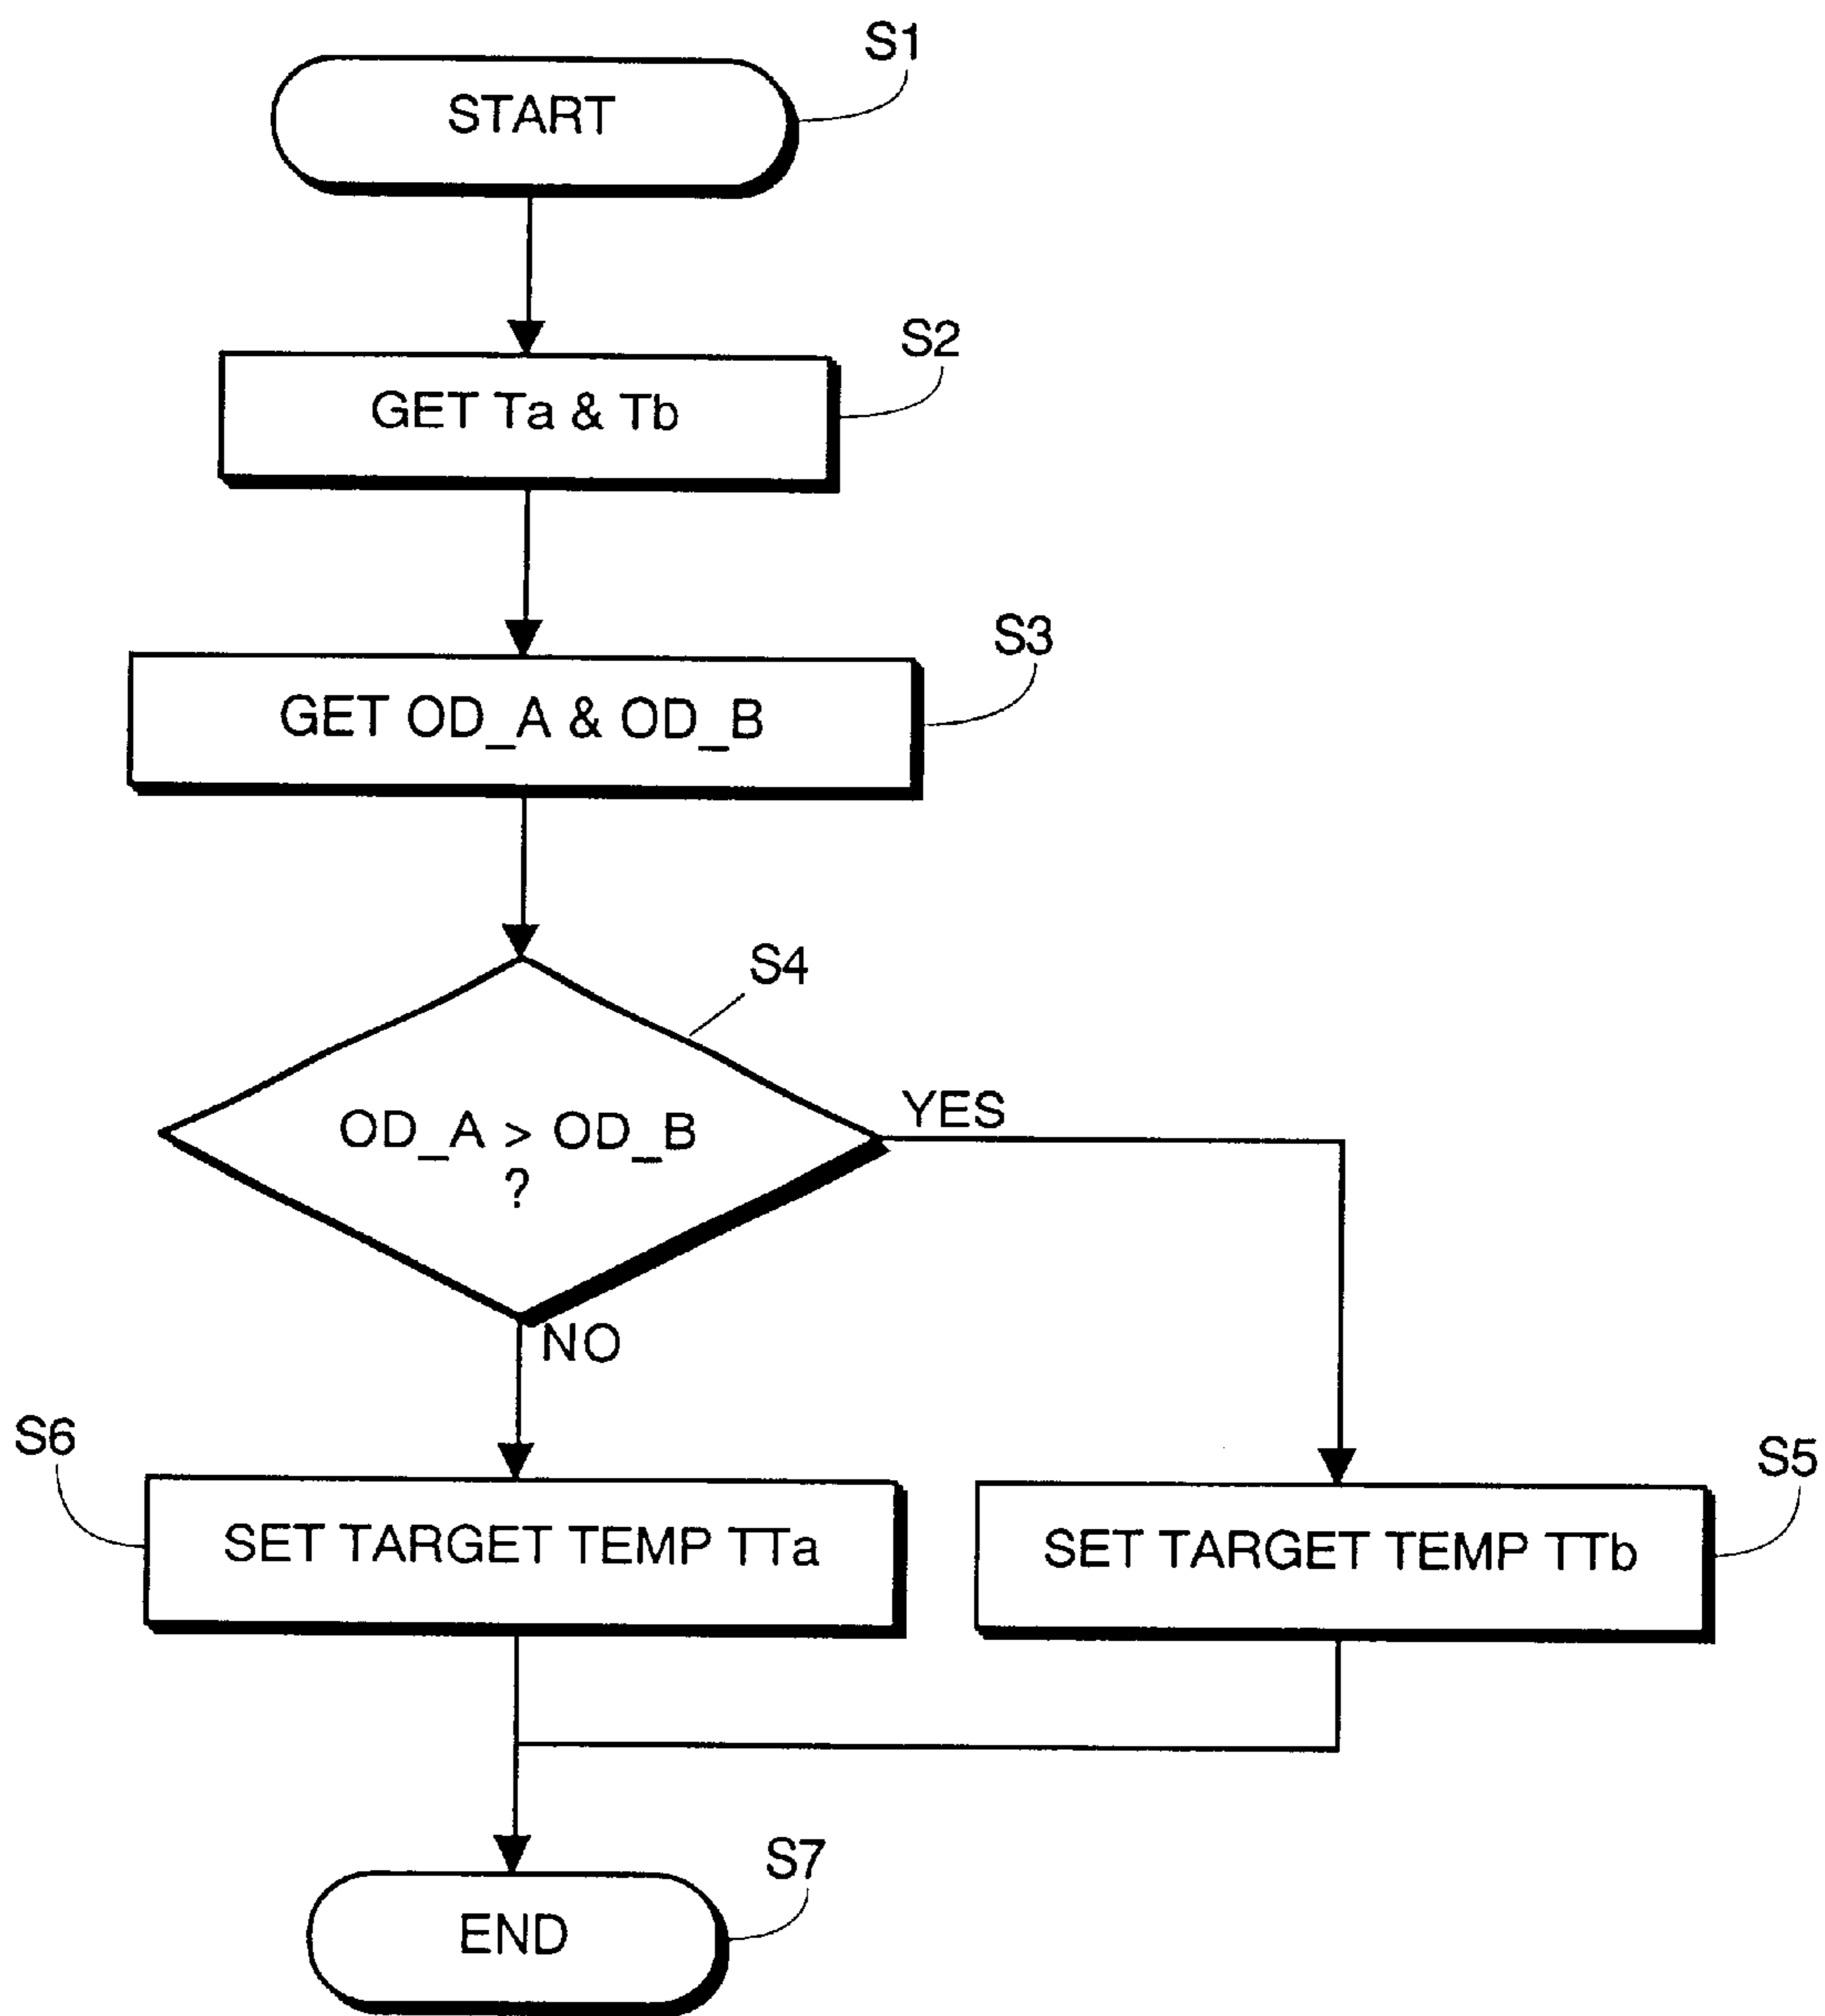 S1
START
S2
GET Ta & Tb
S3
GET OD_A & OD_B
S4
OD_A > OD_B
?
YES
NO
S6
SET TARGET TEMP TTa
S5
SET TARGET TEMP TTb
S7
END